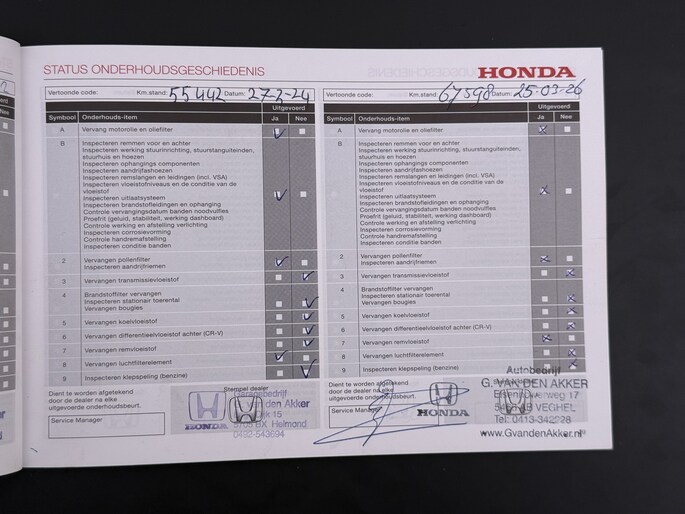 STATUS ONDERHOUDSGESCHIEDENIS
Vertoonde code: Km.stand: 55442 Datum: 27-2-24
Uitgevoerd
Symbool Onderhouds-item Ja Nee
A Vervang motorolie en oliefilter
B Inspecteren remmen voor en achter
Inspecteren werking stuurinrichting, stuurstanguiteinden,
stuurhuis en hoezen
Inspecteren ophangings componenten
Inspecteren aandrijfashoezen
Inspecteren remslangen en leidingen (incl. VSA)
Inspecteren vloeistofniveaus en de conditie van de
vloeistof
Inspecteren uitlaatsysteem
Inspecteren brandstofleidingen en ophanging
Controle vervangingsdatum banden noodvulfles
Proefrit (geluid, stabiliteit, werking dashboard)
Controle werking en afstelling verlichting
Inspecteren corrosievorming
Controle handremafstelling
Inspecteren conditie banden
2 Vervangen pollenfilter
Inspecteren aandrijfriemen
3 Vervangen transmissievloeistof
4 Brandstoffilter vervangen
Inspecteren stationair toerental
Vervangen bougies
5 Vervangen koelvloeistof
6 Vervangen differentieelvloeistof achter (CR-V)
7 Vervangen remvloeistof
8 Vervangen luchtfilterelement
9 Inspecteren klepspeling (benzine)
Dient te worden afgetekend
door de dealer na elke
uitgevoerde onderhoudsbeurt.
Service Manager
Stempel dealer
Garagebedrijf
den Akker
15
5705 BX Helmond
0492-543694
HONDA
HONDA
Vertoonde code: Km.stand: 67598 Datum: 25-03-26
Uitgevoerd
Symbool Onderhouds-item Ja Nee
A Vervang motorolie en oliefilter
B Inspecteren remmen voor en achter
Inspecteren werking stuurinrichting, stuurstanguiteinden,
stuurhuis en hoezen
Inspecteren ophangings componenten
Inspecteren aandrijfashoezen
Inspecteren remslangen en leidingen (incl. VSA)
Inspecteren vloeistofniveaus en de conditie van de
vloeistof
Inspecteren uitlaatsysteem
Inspecteren brandstofleidingen en ophanging
Controle vervangingsdatum banden noodvulfles
Proefrit (geluid, stabiliteit, werking dashboard)
Controle werking en afstelling verlichting
Inspecteren corrosievorming
Controle handremafstelling
Inspecteren conditie banden
2 Vervangen pollenfilter
Inspecteren aandrijfriemen
3 Vervangen transmissievloeistof
4 Brandstoffilter vervangen
Inspecteren stationair toerental
Vervangen bougies
5 Vervangen koelvloeistof
6 Vervangen differentieelvloeistof achter (CR-V)
7 Vervangen remvloeistof
8 Vervangen luchtfilterelement
9 Inspecteren klepspeling (benzine)
Dient te worden afgetekend
door de dealer na elke
uitgevoerde onderhoudsbeurt.
Service Manager
HONDA
Autobedrijf
G. VAN DEN AKKER
weg 17
VEGHEL
Tel: 0413-342928
www.GvandenAkker.nl